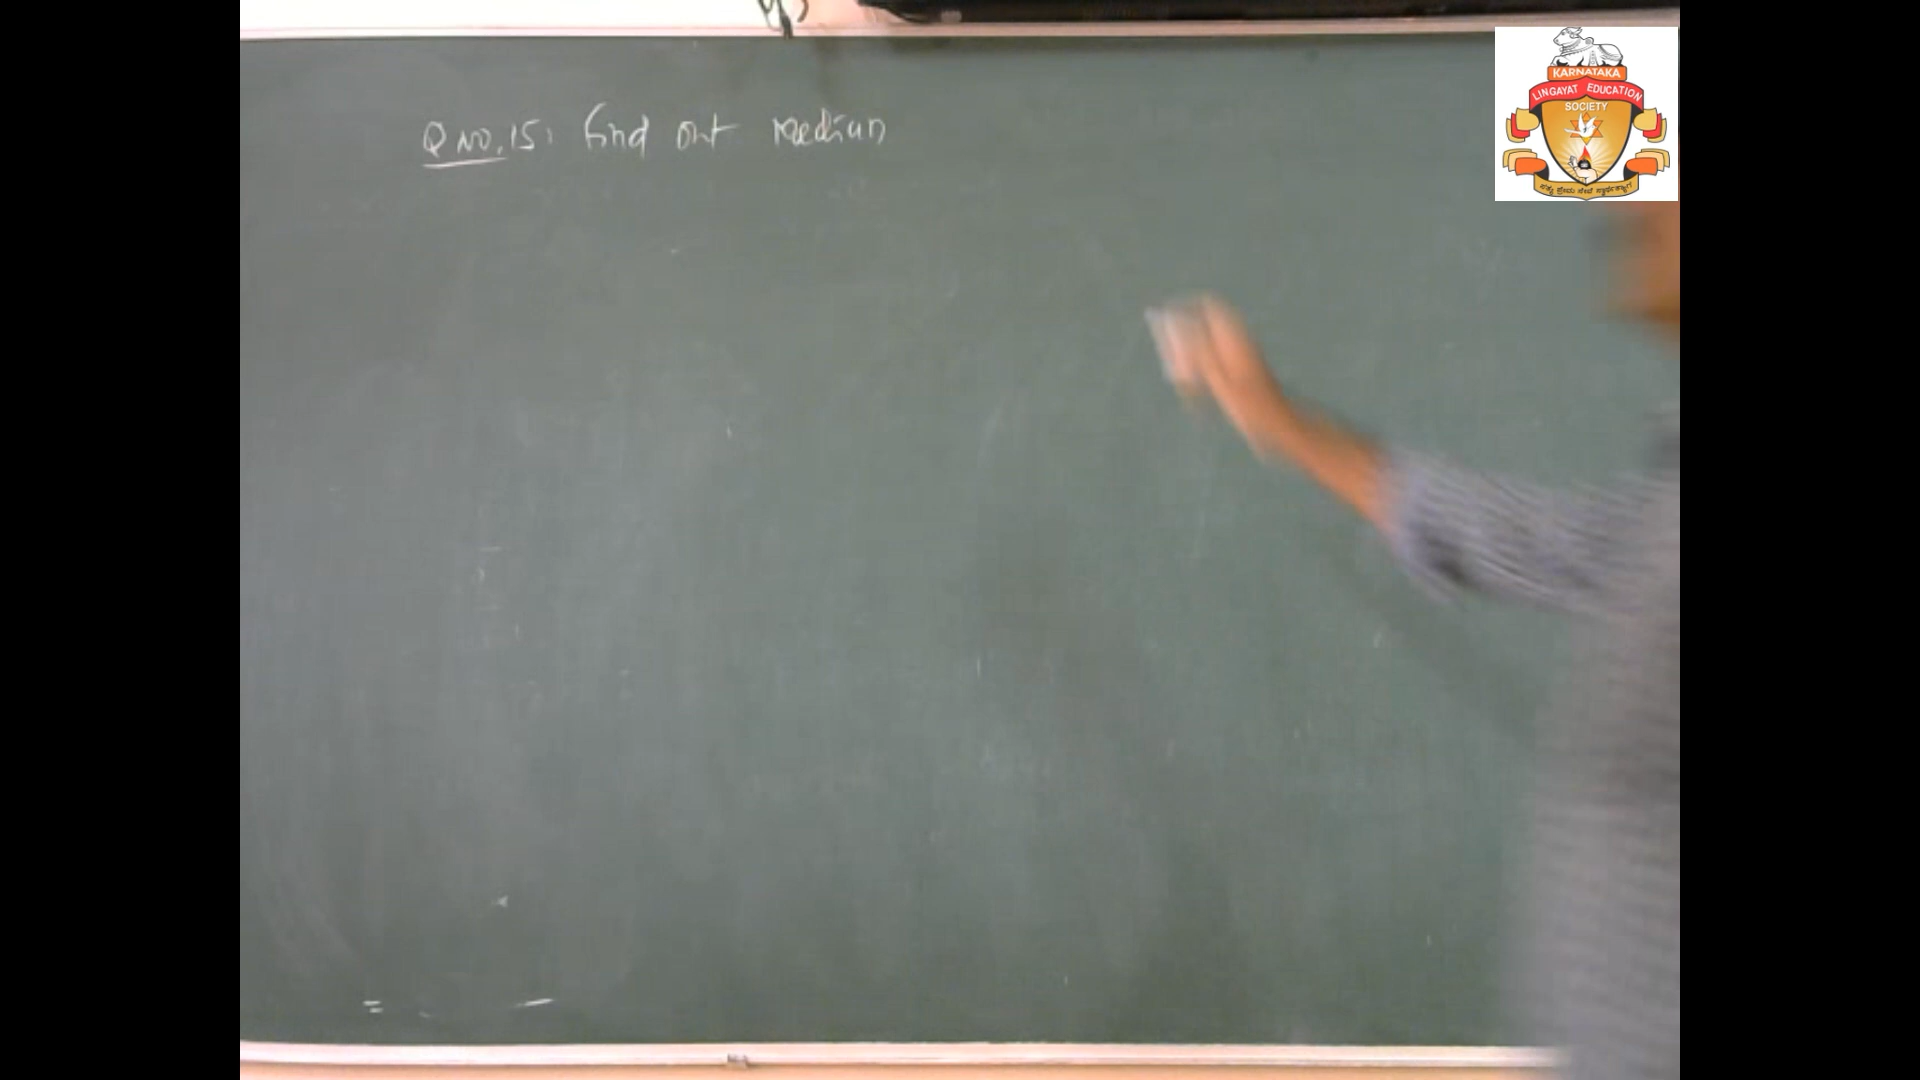 Q NO. 15: find out Median
KARNATAKA
LINGAYAT EDUCATION
SOCIETY